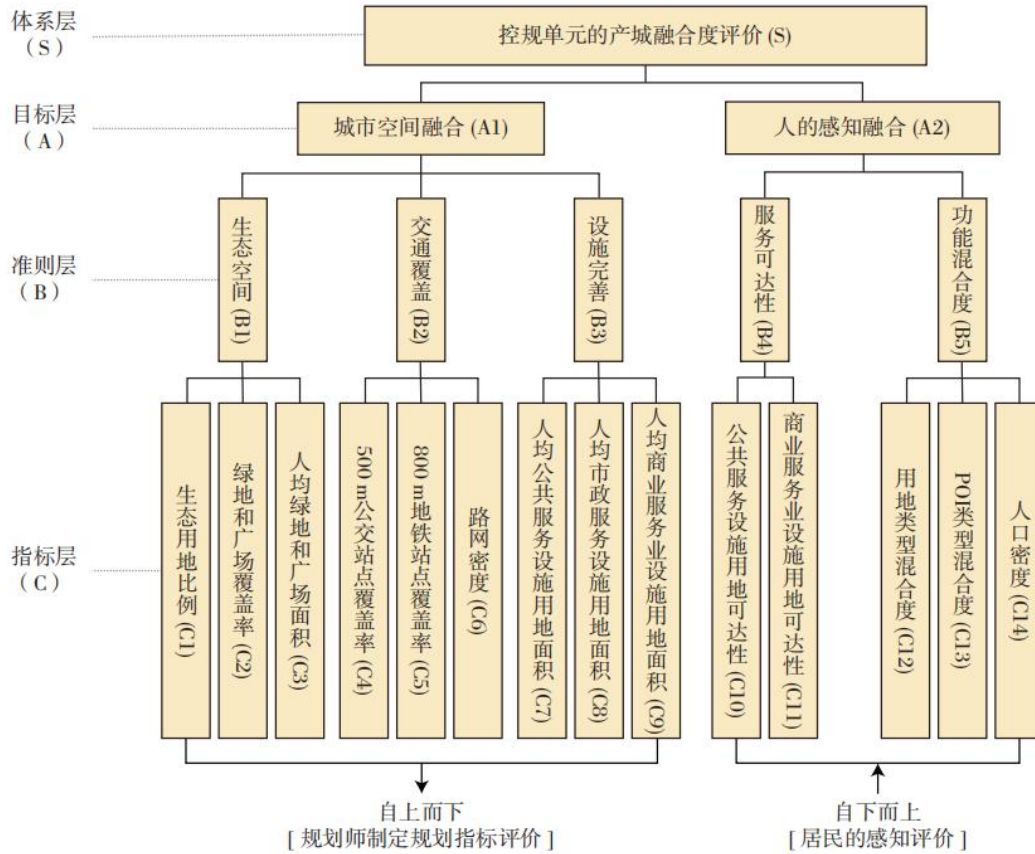 体系层
（S）
控规单元的产城融合度评价 (S)
目标层
（A）
城市空间融合 (A1)
人的感知融合 (A2)
准则层
（B）
生态空间 (B1)
交通覆盖 (B2)
设施完善 (B3)
服务可达性 (B4)
功能混合度 (B5)
指标层
（C）
生态用地比例 (C1)
绿地和广场覆盖率 (C2)
人均绿地和广场面积 (C3)
500 m公交站点覆盖率 (C4)
800 m地铁站点覆盖率 (C5)
路网密度 (C6)
人均公共服务设施用地面积 (C7)
人均市政服务设施用地面积 (C8)
人均商业服务业设施用地面积 (C9)
公共服务设施用地可达性 (C10)
商业服务业设施用地可达性 (C11)
用地类型混合度 (C12)
POI类型混合度 (C13)
人口密度 (C14)
自上而下
[ 规划师制定规划指标评价 ]
自下而上
[ 居民的感知评价 ]